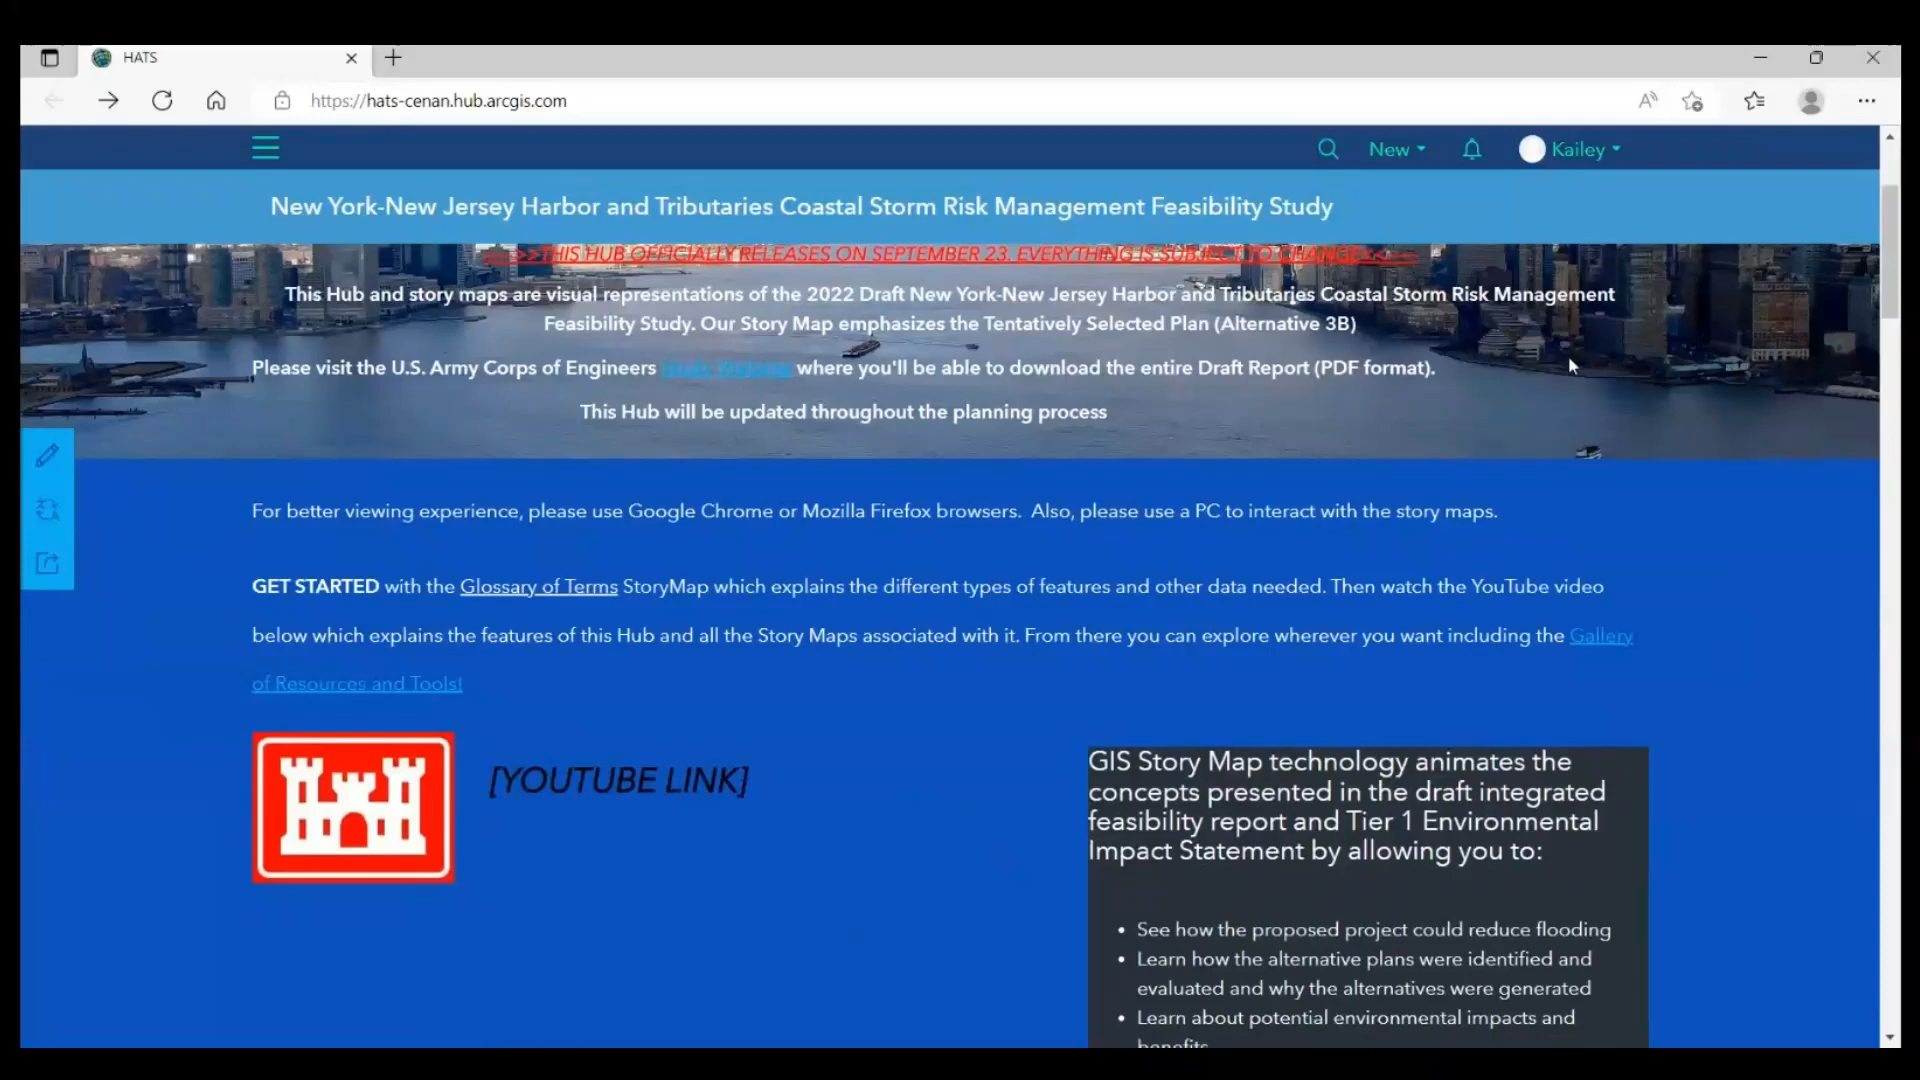 HATS
https://hats-cenan.hub.arcgis.com
New
Kailey
New York-New Jersey Harbor and Tributaries Coastal Storm Risk Management Feasibility Study
>>THIS HUB OFFICIALLY RELEASES ON SEPTEMBER 23. EVERYTHING IS SUBJECT TO CHANGE<<
This Hub and story maps are visual representations of the 2022 Draft New York-New Jersey Harbor and Tributaries Coastal Storm Risk Management
Feasibility Study. Our Story Map emphasizes the Tentatively Selected Plan (Alternative 3B)
Please visit the U.S. Army Corps of Engineers Study Website where you'll be able to download the entire Draft Report (PDF format).
This Hub will be updated throughout the planning process
For better viewing experience, please use Google Chrome or Mozilla Firefox browsers. Also, please use a PC to interact with the story maps.
GET STARTED with the Glossary of Terms StoryMap which explains the different types of features and other data needed. Then watch the YouTube video
below which explains the features of this Hub and all the Story Maps associated with it. From there you can explore wherever you want including the Gallery
of Resources and Tools!
[YOUTUBE LINK]
GIS Story Map technology animates the
concepts presented in the draft integrated
feasibility report and Tier 1 Environmental
Impact Statement by allowing you to:
• See how the proposed project could reduce flooding
• Learn how the alternative plans were identified and
evaluated and why the alternatives were generated
• Learn about potential environmental impacts and
benefits